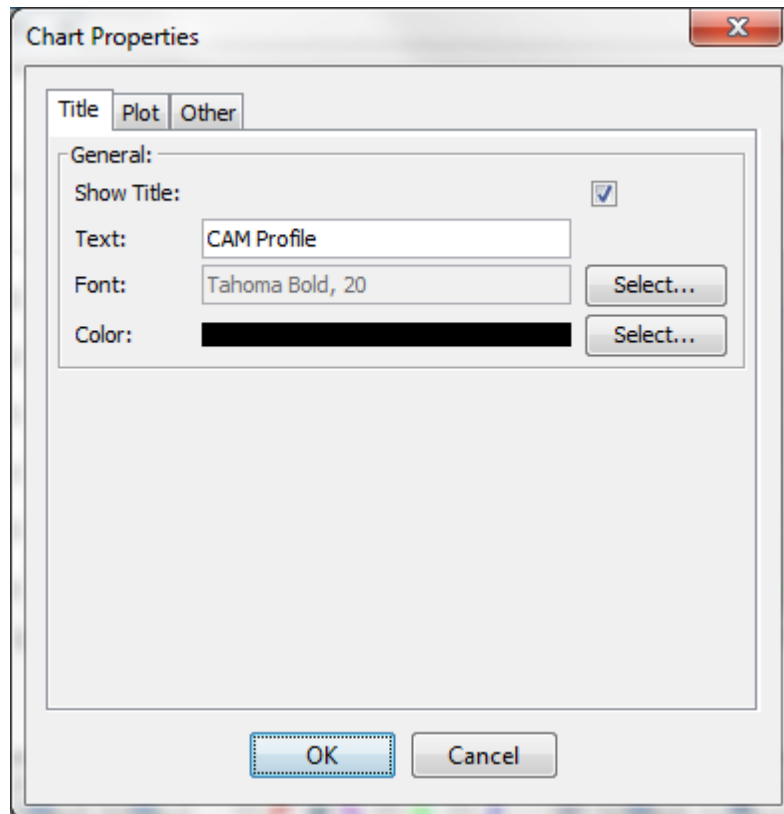 Chart Properties
Title Plot Other
General:
Show Title:
Text: CAM Profile
Font: Tahoma Bold, 20 Select...
Color: Select...
OK Cancel